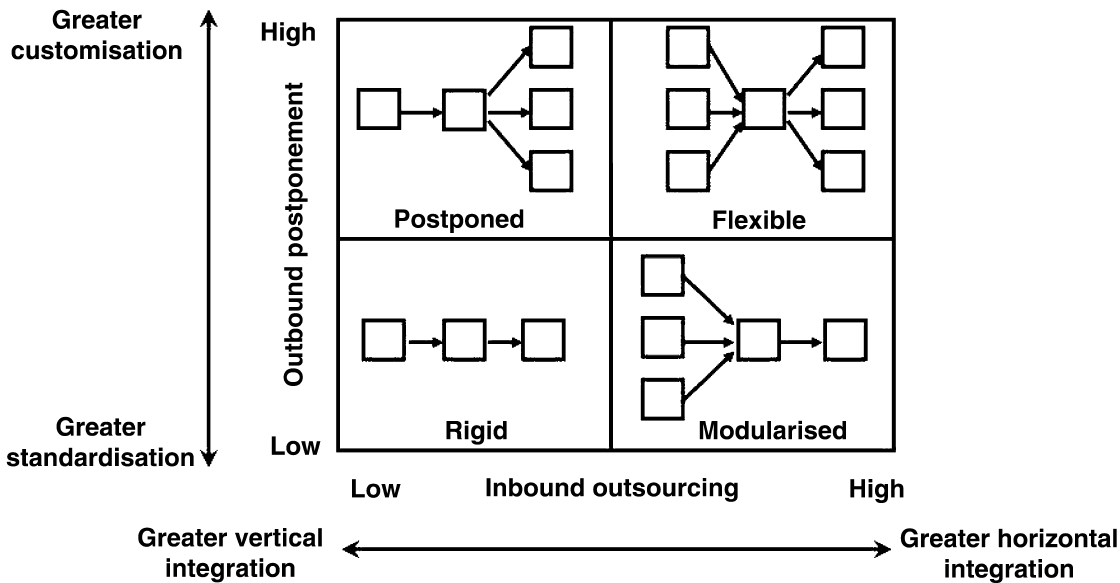 Greater
customisation
High
Outbound postponement
Postponed
Flexible
Rigid
Modularised
Greater
standardisation
Low
Low
Inbound outsourcing
High
Greater vertical
integration
Greater horizontal
integration